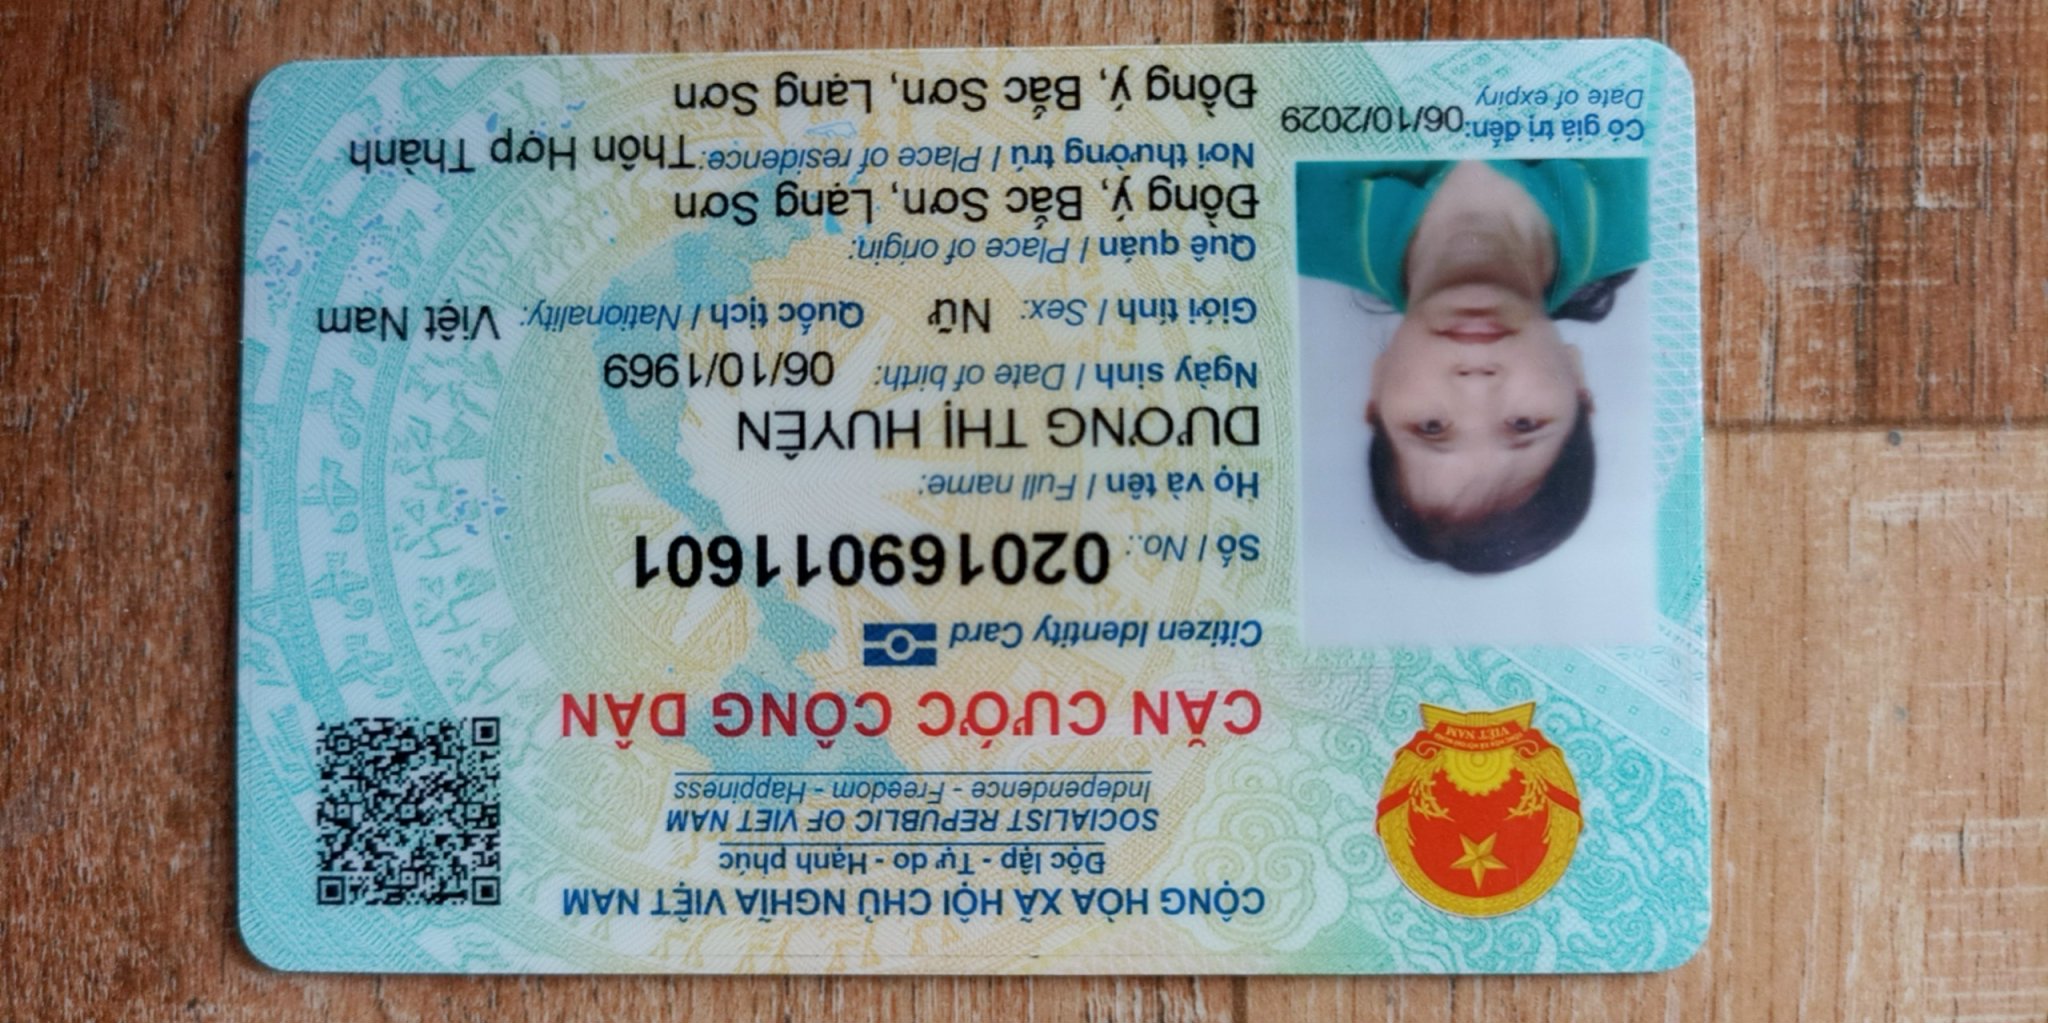 CỘNG HÒA XÃ HỘI CHỦ NGHĨA VIỆT NAM
Độc lập - Tự do - Hạnh phúc
SOCIALIST REPUBLIC OF VIET NAM
Independence - Freedom - Happiness
CĂN CƯỚC CÔNG DÂN
Citizen Identity Card
Số / No.: 020169011601
Họ và tên / Full name:
DƯƠNG THỊ HUYÊN
Ngày sinh / Date of birth: 06/10/1969
Giới tính / Sex: Nữ Quốc tịch / Nationality: Việt Nam
Quê quán / Place of origin:
Đồng ý, Bắc Sơn, Lạng Sơn
Nơi thường trú / Place of residence: Thôn Hợp Thành
Đồng ý, Bắc Sơn, Lạng Sơn
Có giá trị đến: 06/10/2029
Date of expiry